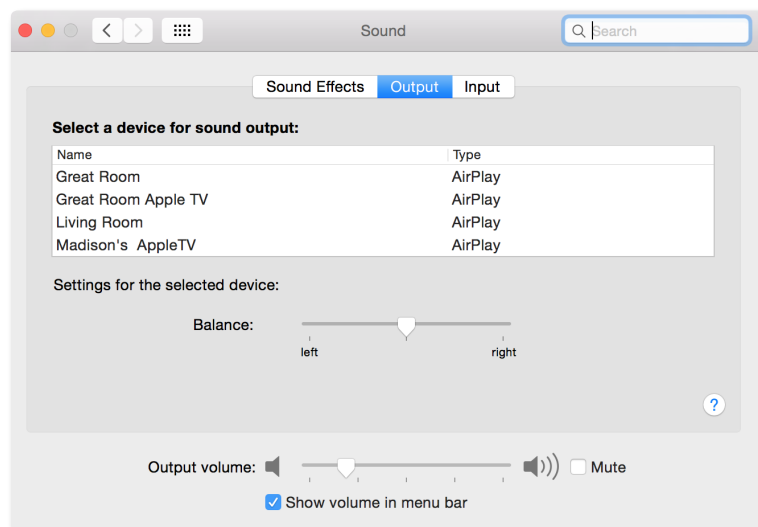 Sound
Search
Sound Effects Output Input
Select a device for sound output:
Name Type
Great Room AirPlay
Great Room Apple TV AirPlay
Living Room AirPlay
Madison's  AppleTV AirPlay
Settings for the selected device:
Balance:
left right
?
Output volume: Mute
Show volume in menu bar